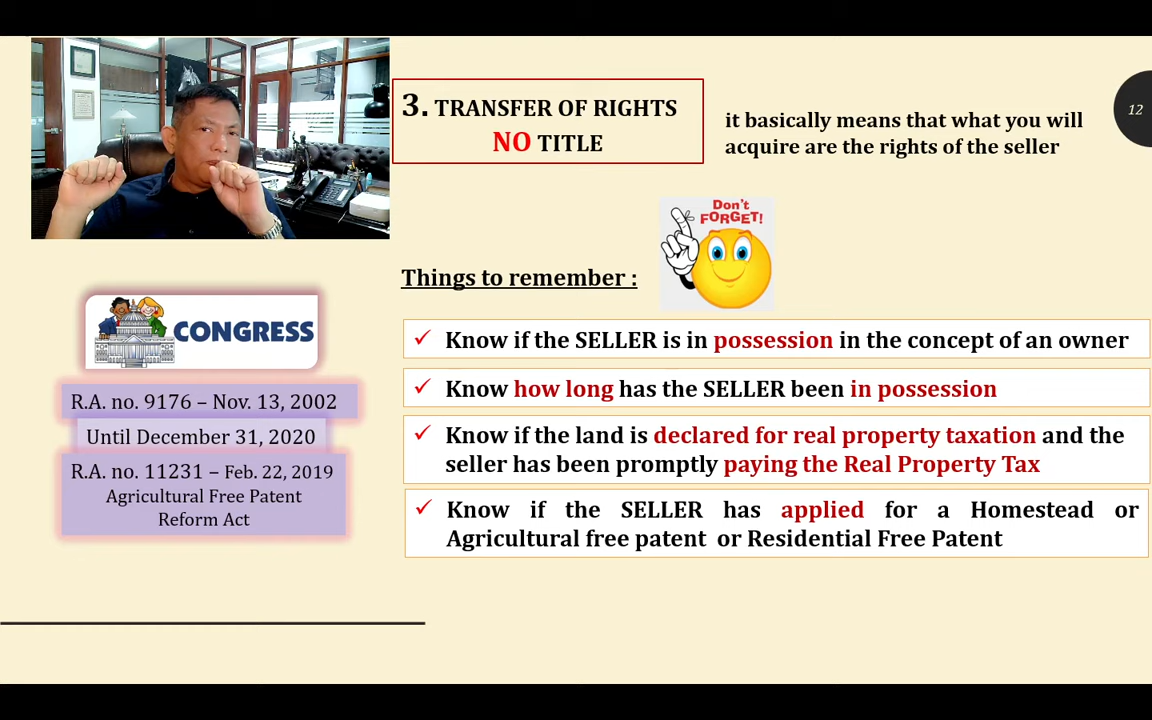 3. TRANSFER OF RIGHTS
NO TITLE
it basically means that what you will
acquire are the rights of the seller
12
Don't
FORGET!
Things to remember :
✓ Know if the SELLER is in possession in the concept of an owner
✓ Know how long has the SELLER been in possession
✓ Know if the land is declared for real property taxation and the
seller has been promptly paying the Real Property Tax
✓ Know if the SELLER has applied for a Homestead or
Agricultural free patent or Residential Free Patent
CONGRESS
R.A. no. 9176 – Nov. 13, 2002
Until December 31, 2020
R.A. no. 11231 – Feb. 22, 2019
Agricultural Free Patent
Reform Act